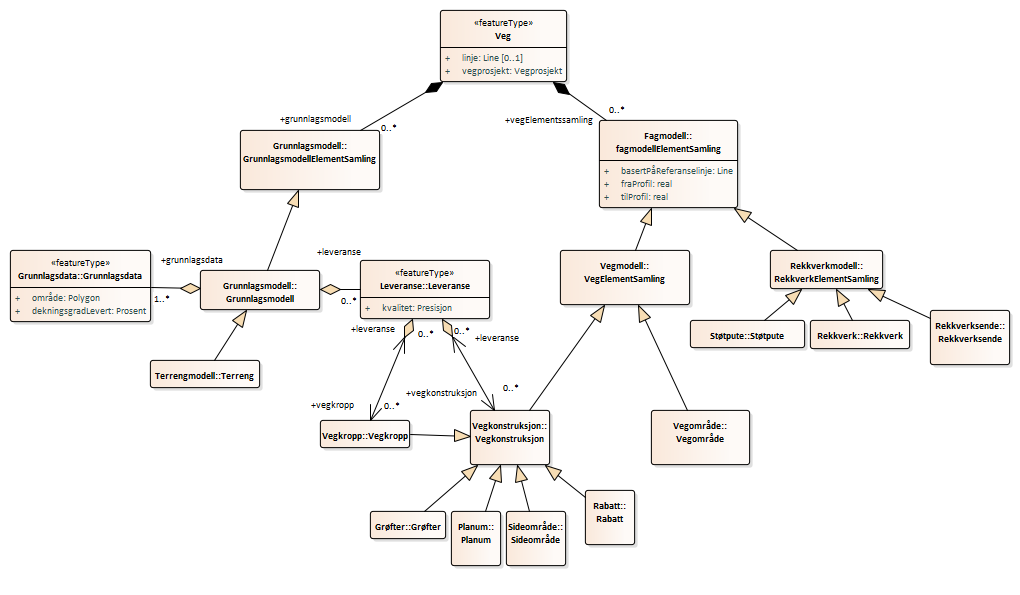 «featureType»
Veg
+ linje: Line [0..1]
+ vegprosjekt: Vegprosjekt
+grunnlagsmodell
0..*
+vegElementssamling
0..*
Grunnlagsmodell::
GrunnlagsmodellElementSamling
Fagmodell::
fagmodellElementSamling
+ basertPåReferanselinje: Line
+ fraProfil: real
+ tilProfil: real
«featureType»
Grunnlagsdata::Grunnlagsdata
+ område: Polygon
+ dekningsgradLevert: Prosent
+grunnlagsdata
1..*
Grunnlagsmodell::
Grunnlagsmodell
+leveranse
0..*
«featureType»
Leveranse::Leveranse
+ kvalitet: Presisjon
Vegmodell::
VegElementSamling
Rekkverkmodell::
RekkverkElementSamling
Støtpute::Støtpute
Rekkverk::Rekkverk
Rekkverksende::
Rekkverksende
+leveranse
0..*
0..*
+leveranse
Terrengmodell::Terreng
+vegkropp
0..*
+vegkonstruksjon
0..*
Vegkropp::Vegkropp
Vegkonstruksjon::
Vegkonstruksjon
Vegområde::
Vegområde
Grøfter::Grøfter
Planum::
Planum
Sideområde::
Sideområde
Rabatt::
Rabatt